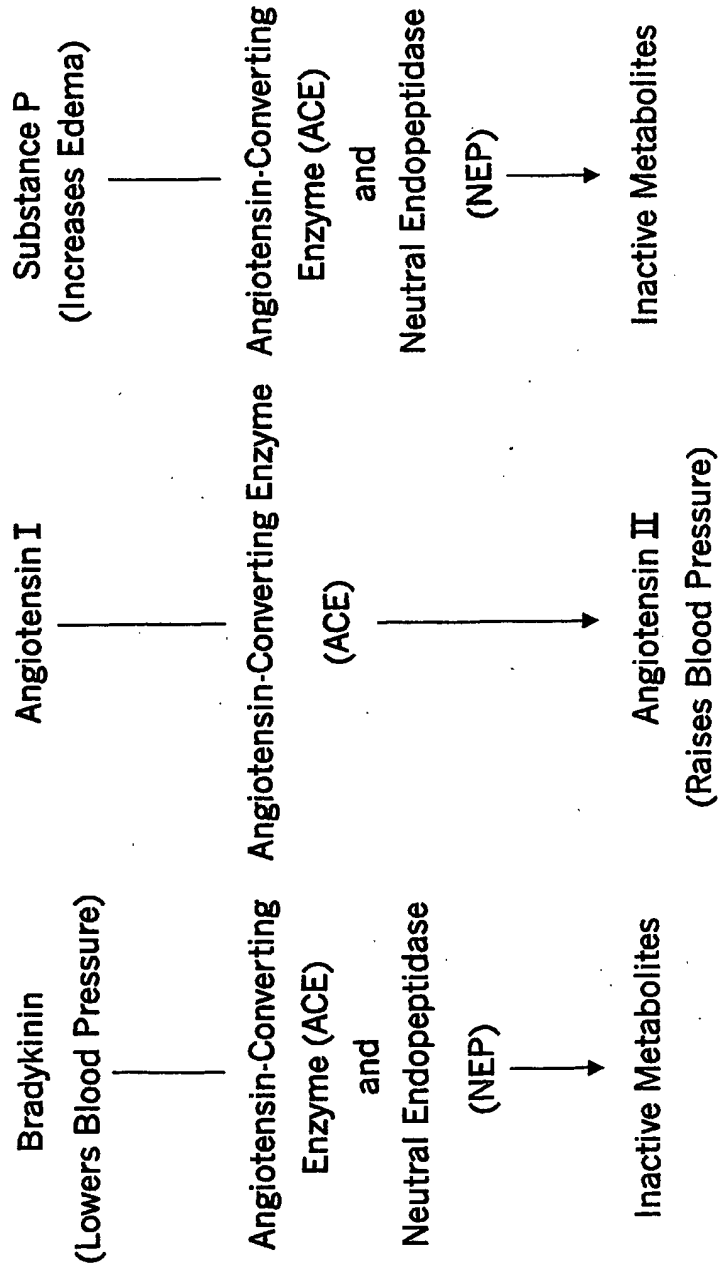 Bradykinin
(Lowers Blood Pressure)
Angiotensin-Converting
Enzyme (ACE)
and
Neutral Endopeptidase
(NEP)
Inactive Metabolites
Angiotensin I
Angiotensin-Converting Enzyme
(ACE)
Angiotensin II
(Raises Blood Pressure)
Substance P
(Increases Edema)
Angiotensin-Converting
Enzyme (ACE)
and
Neutral Endopeptidase
(NEP)
Inactive Metabolites